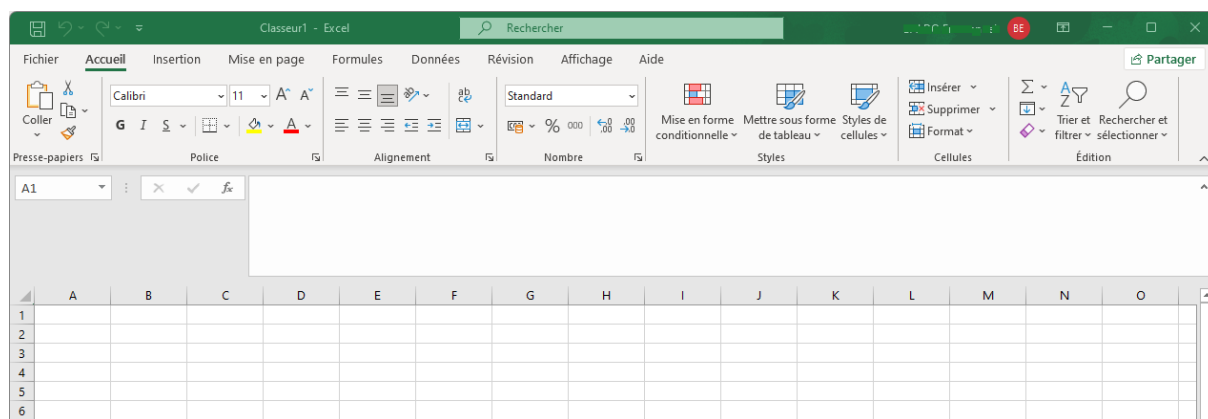 Classeur1 - Excel
Rechercher
BE
Fichier Accueil Insertion Mise en page Formules Données Révision Affichage Aide
Partager
Coller
Calibri 11 A A
Standard
G I S A
% 000
Mise en forme conditionnelle
Mettre sous forme de tableau
Styles de cellules
Insérer
Supprimer
Format
Trier et filtrer
Rechercher et sélectionner
Presse-papiers Police Alignement Nombre Styles Cellules Édition
A1 fx
A B C D E F G H I J K L M N O
1
2
3
4
5
6